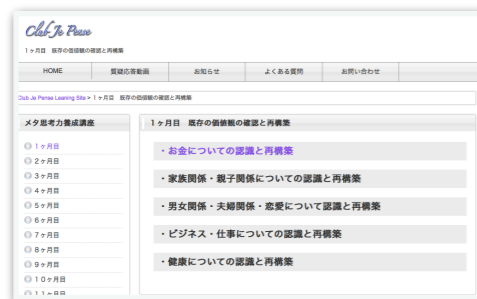 Club Je Pense
1ヶ月目　既存の価値観の確認と再構築
HOME
質疑応答動画
お知らせ
よくある質問
お問い合わせ
Club Je Pense Leaning Site > 1ヶ月目　既存の価値観の確認と再構築
メタ思考力養成講座
1ヶ月目
2ヶ月目
3ヶ月目
4ヶ月目
5ヶ月目
6ヶ月目
7ヶ月目
8ヶ月目
9ヶ月目
10ヶ月目
11ヶ月目
1ヶ月目　既存の価値観の確認と再構築
・お金についての認識と再構築
・家族関係・親子関係についての認識と再構築
・男女関係・夫婦関係・恋愛について認識と再構築
・ビジネス・仕事についての認識と再構築
・健康についての認識と再構築